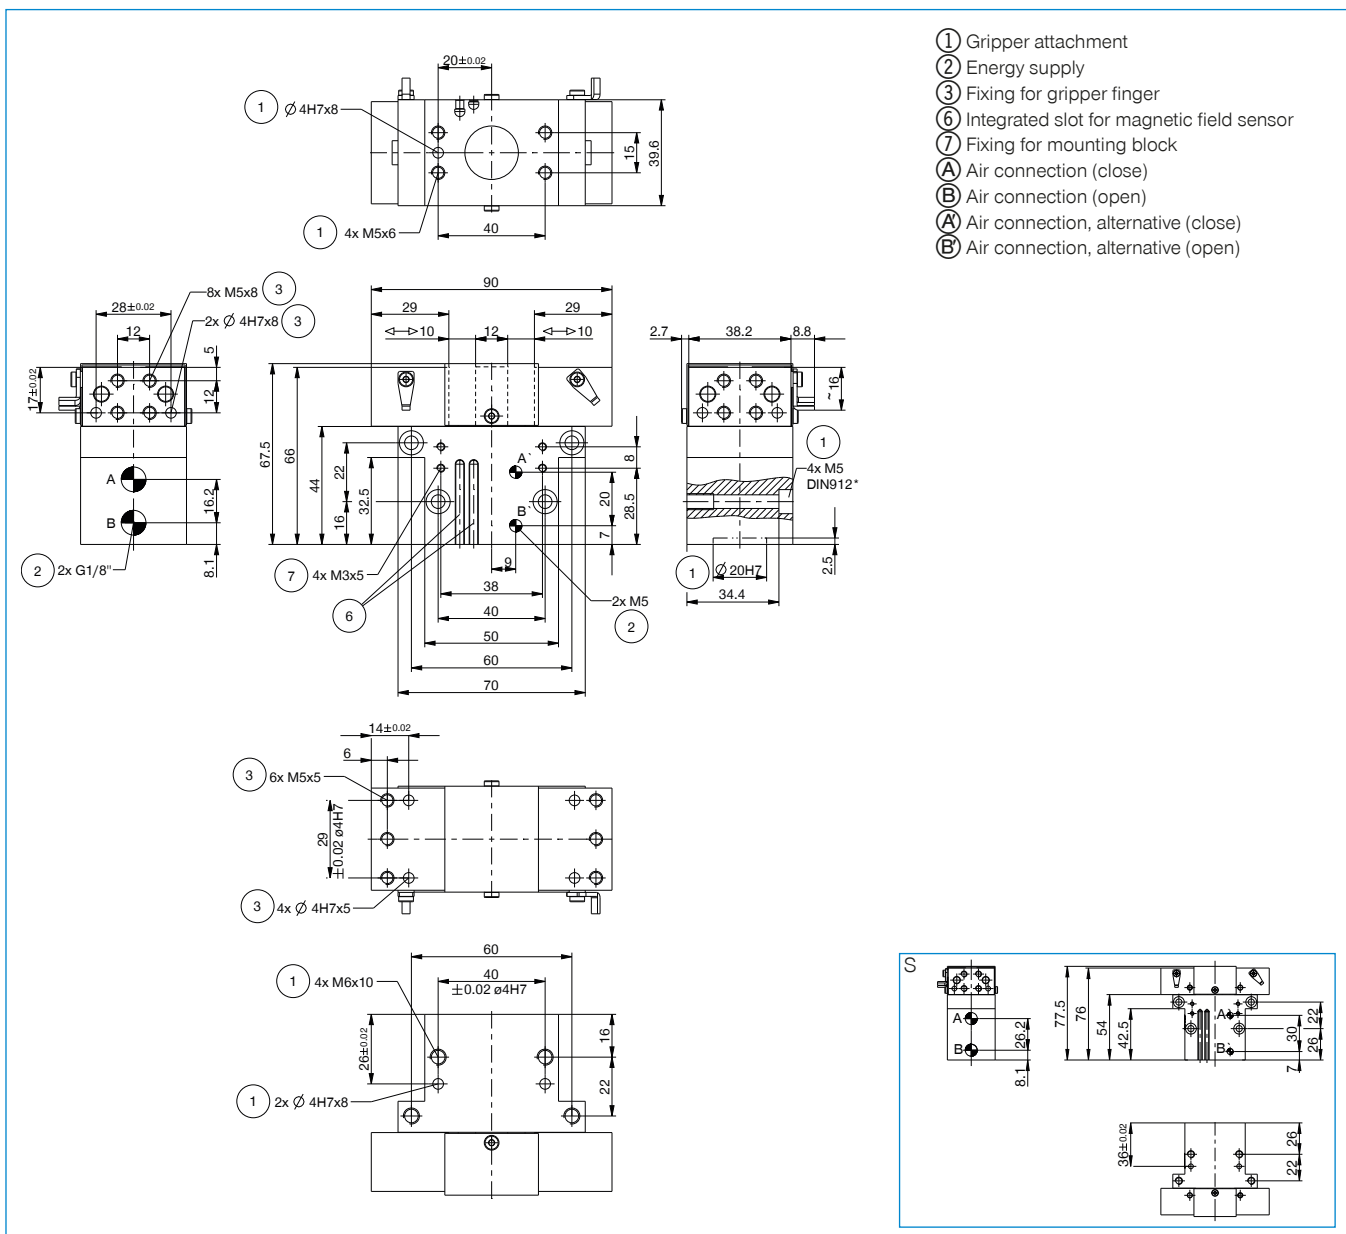 ① Gripper attachment
② Energy supply
③ Fixing for gripper finger
⑥ Integrated slot for magnetic field sensor
⑦ Fixing for mounting block
Ⓐ Air connection (close)
Ⓑ Air connection (open)
A' Air connection, alternative (close)
B' Air connection, alternative (open)
20±0.02
1 Ø 4H7x8
15
39.6
1 4x M5x6
40
8x M5x8 3
28±0.02
2x Ø 4H7x8 3
12
5
17±0.02
12
A
16.2
B
8.1
2 2x G1/8"
90
29
29
⇦⇨10
12
⇦⇨10
67.5
66
44
22
32.5
16
A`
B`
8
20
28.5
7
9
7 4x M3x5
6
38
40
50
60
70
2x M5
2
2.7
38.2
8.8
~16
1
4x M5
DIN912*
2.5
1 Ø 20H7
34.4
14±0.02
6
3 6x M5x5
29
±0.02 ø4H7
3 4x Ø 4H7x5
60
1 4x M6x10
40
±0.02 ø4H7
26±0.02
16
22
1 2x Ø 4H7x8
S
A
B
26.2
8.1
77.5
76
54
42.5
A`
B`
22
30
26
7
36±0.02
26
22